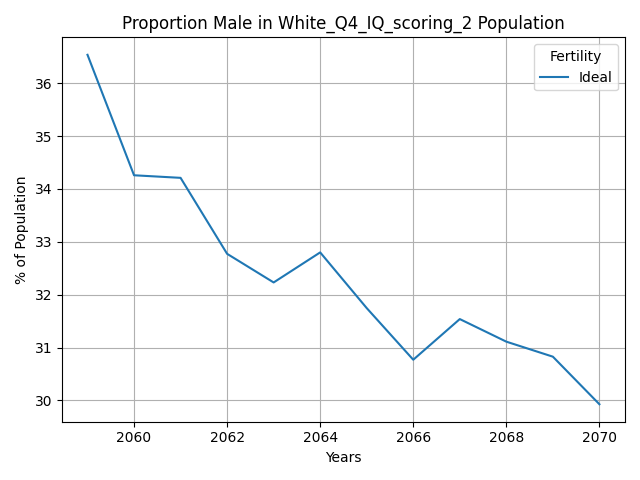 Proportion Male in White_Q4_IQ_scoring_2 Population
Fertility
Ideal
36
35
34
33
32
31
30
% of Population
2060 2062 2064 2066 2068 2070
Years